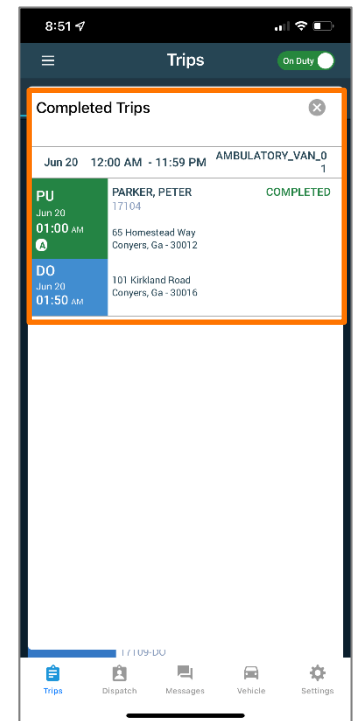 8:51
Trips
On Duty
Completed Trips
Jun 20 12:00 AM - 11:59 PM AMBULATORY_VAN_0
1
PU
Jun 20
01:00 AM
A
PARKER, PETER
17104
COMPLETED
65 Homestead Way
Conyers, Ga - 30012
DO
Jun 20
01:50 AM
101 Kirkland Road
Conyers, Ga - 30016
17109-DO
Trips
Dispatch
Messages
Vehicle
Settings